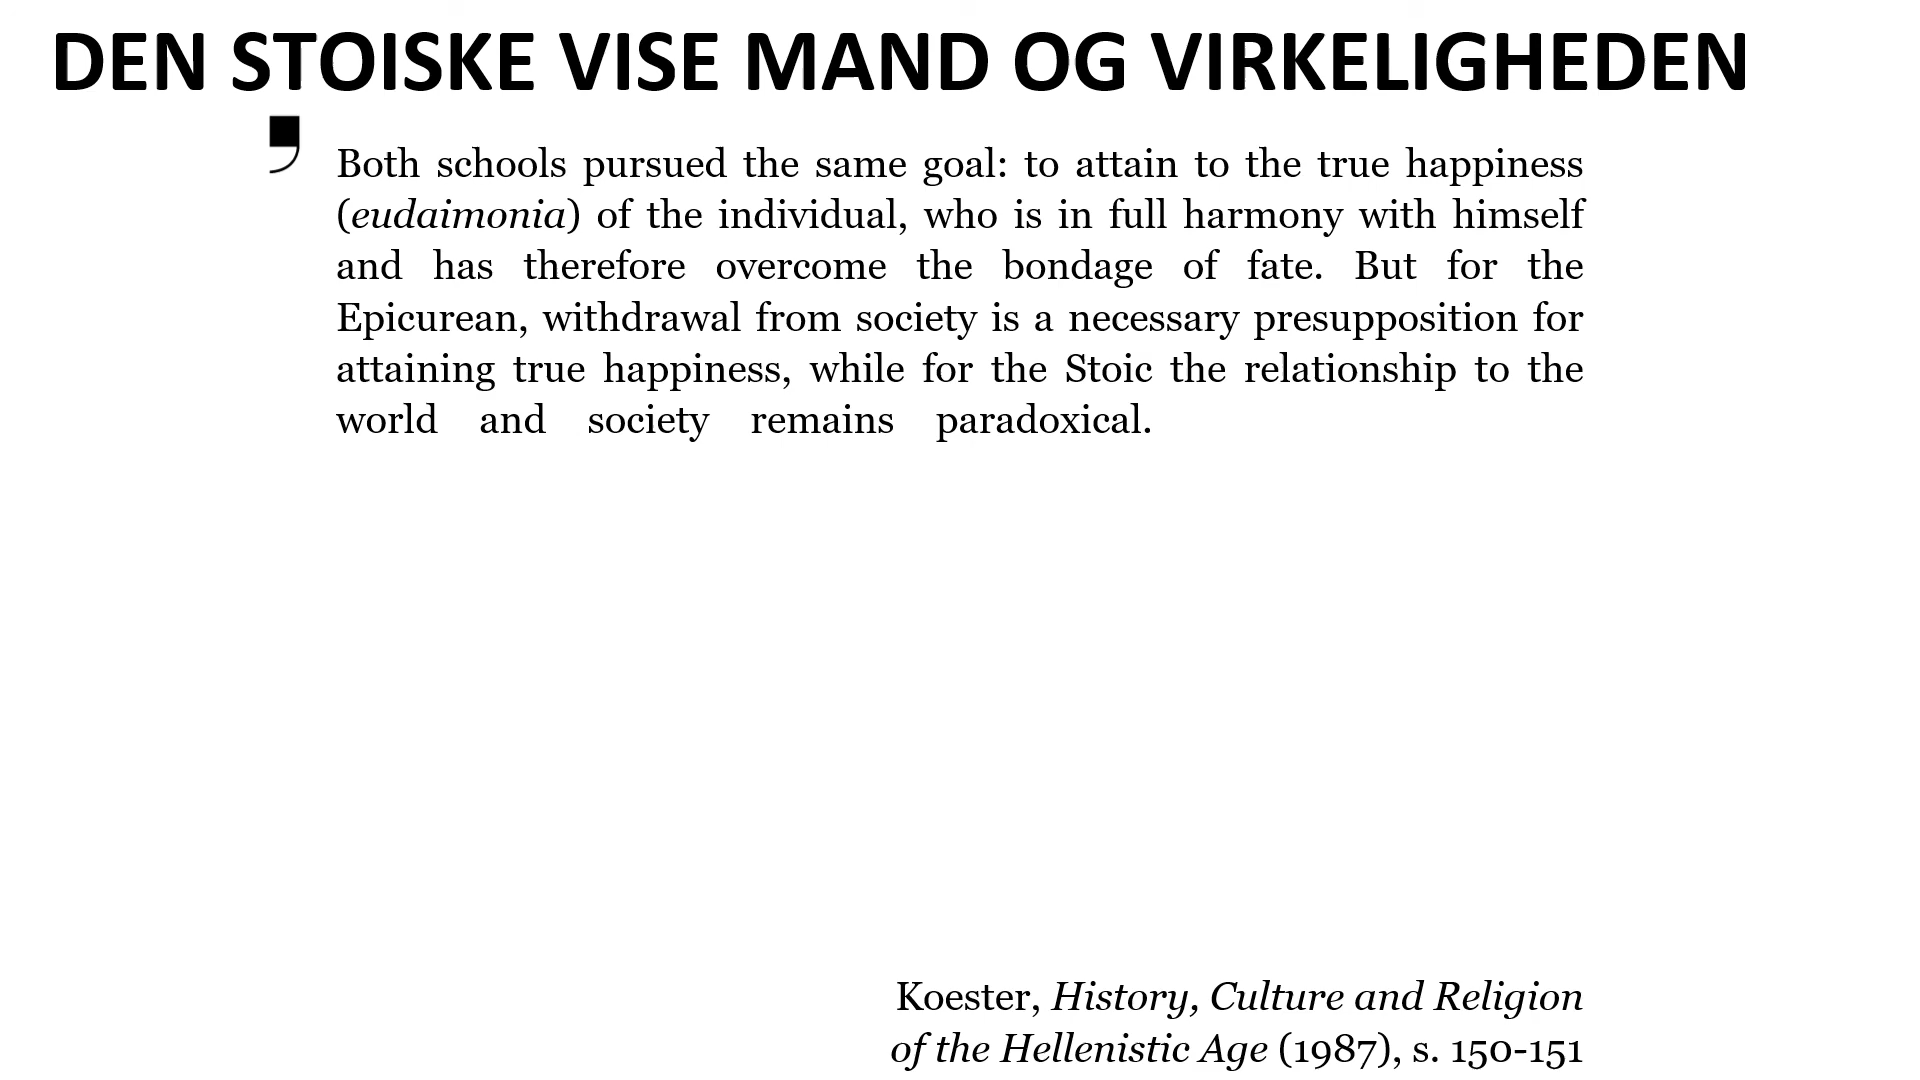 DEN STOISKE VISE MAND OG VIRKELIGHEDEN
Both schools pursued the same goal: to attain to the true happiness
(eudaimonia) of the individual, who is in full harmony with himself
and has therefore overcome the bondage of fate. But for the
Epicurean, withdrawal from society is a necessary presupposition for
attaining true happiness, while for the Stoic the relationship to the
world and society remains paradoxical.
Koester, History, Culture and Religion
of the Hellenistic Age (1987), s. 150-151